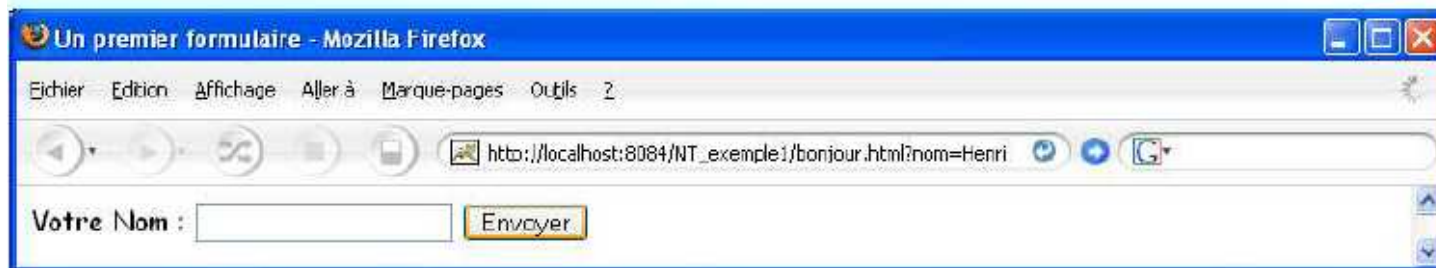 Un premier formulaire - Mozilla Firefox
Fichier Edition Affichage Aller à Marque-pages Outils ?
http://localhost:8084/NT_exemple1/bonjour.html?nom=Henri G
Votre Nom : Envoyer